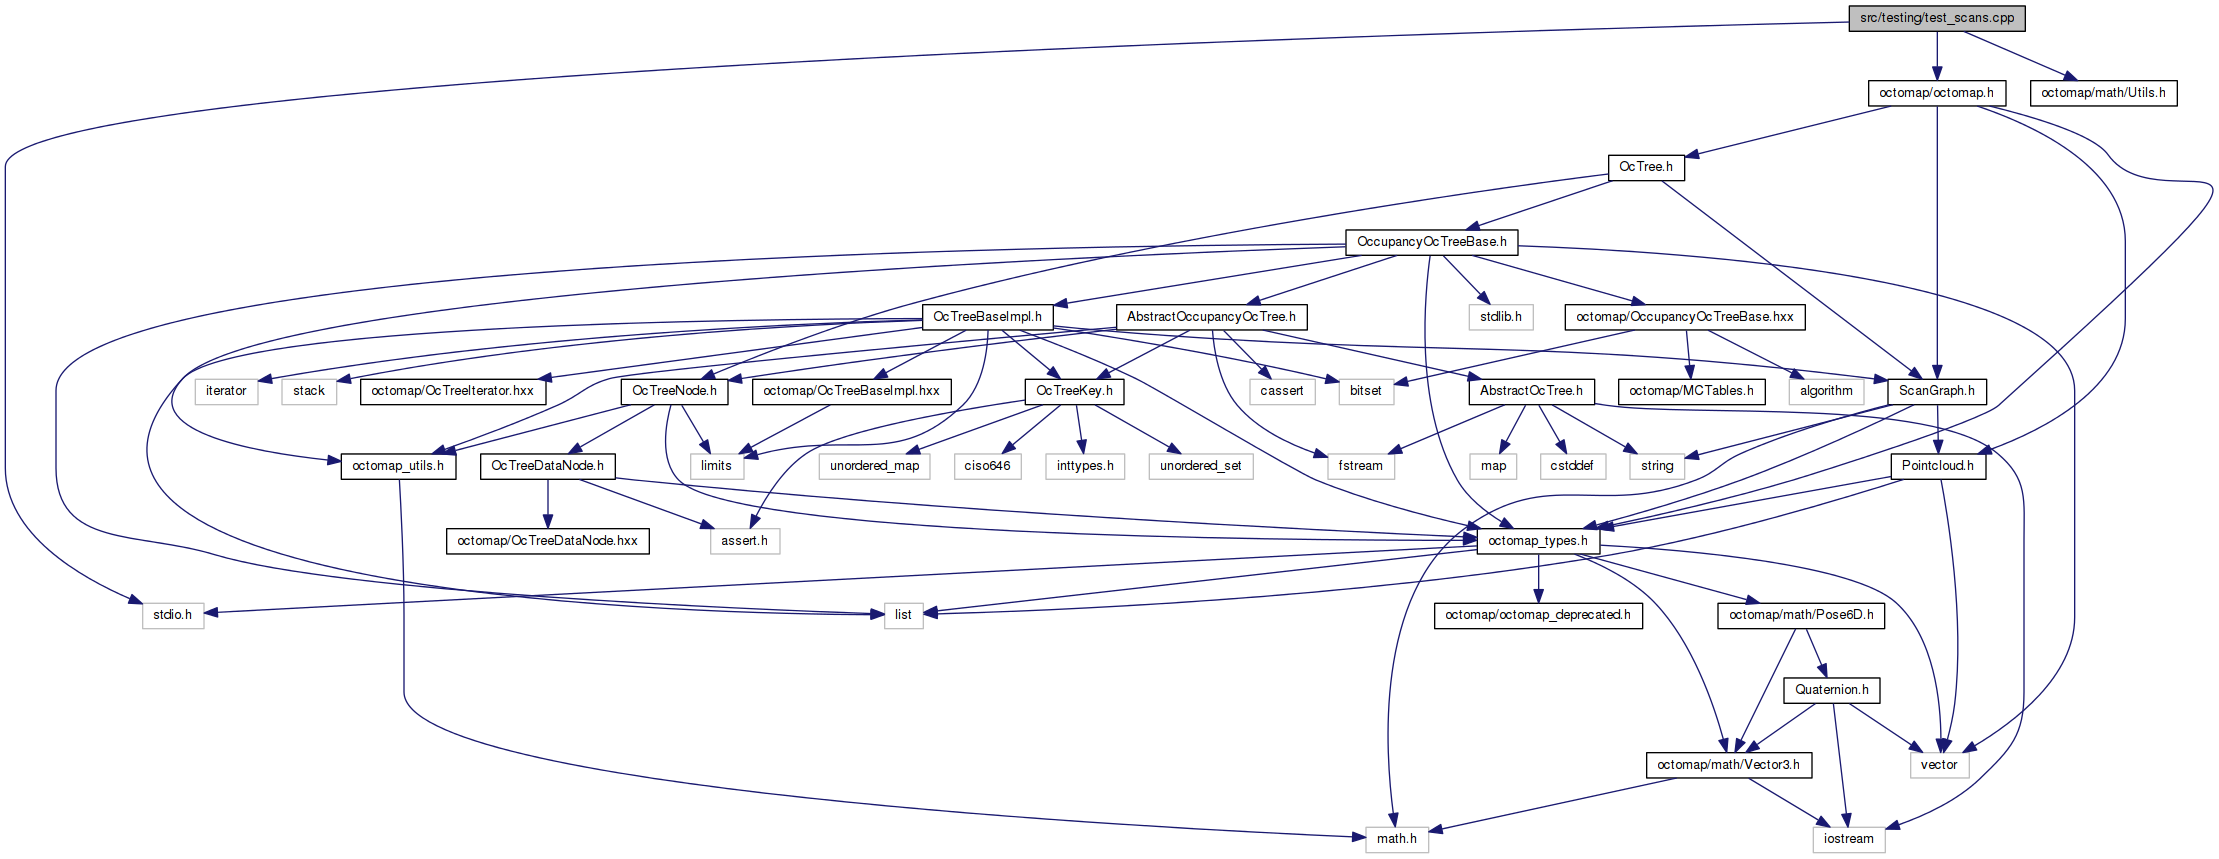 src/testing/test_scans.cpp
octomap/octomap.h
octomap/math/Utils.h
OcTree.h
OccupancyOcTreeBase.h
OcTreeBaseImpl.h
AbstractOccupancyOcTree.h
stdlib.h
octomap/OccupancyOcTreeBase.hxx
iterator
stack
octomap/OcTreeIterator.hxx
OcTreeNode.h
octomap/OcTreeBaseImpl.hxx
OcTreeKey.h
cassert
bitset
AbstractOcTree.h
octomap/MCTables.h
algorithm
ScanGraph.h
octomap_utils.h
OcTreeDataNode.h
limits
unordered_map
ciso646
inttypes.h
unordered_set
fstream
map
cstddef
string
Pointcloud.h
octomap/OcTreeDataNode.hxx
assert.h
octomap_types.h
stdio.h
list
octomap/octomap_deprecated.h
octomap/math/Pose6D.h
Quaternion.h
octomap/math/Vector3.h
vector
math.h
iostream